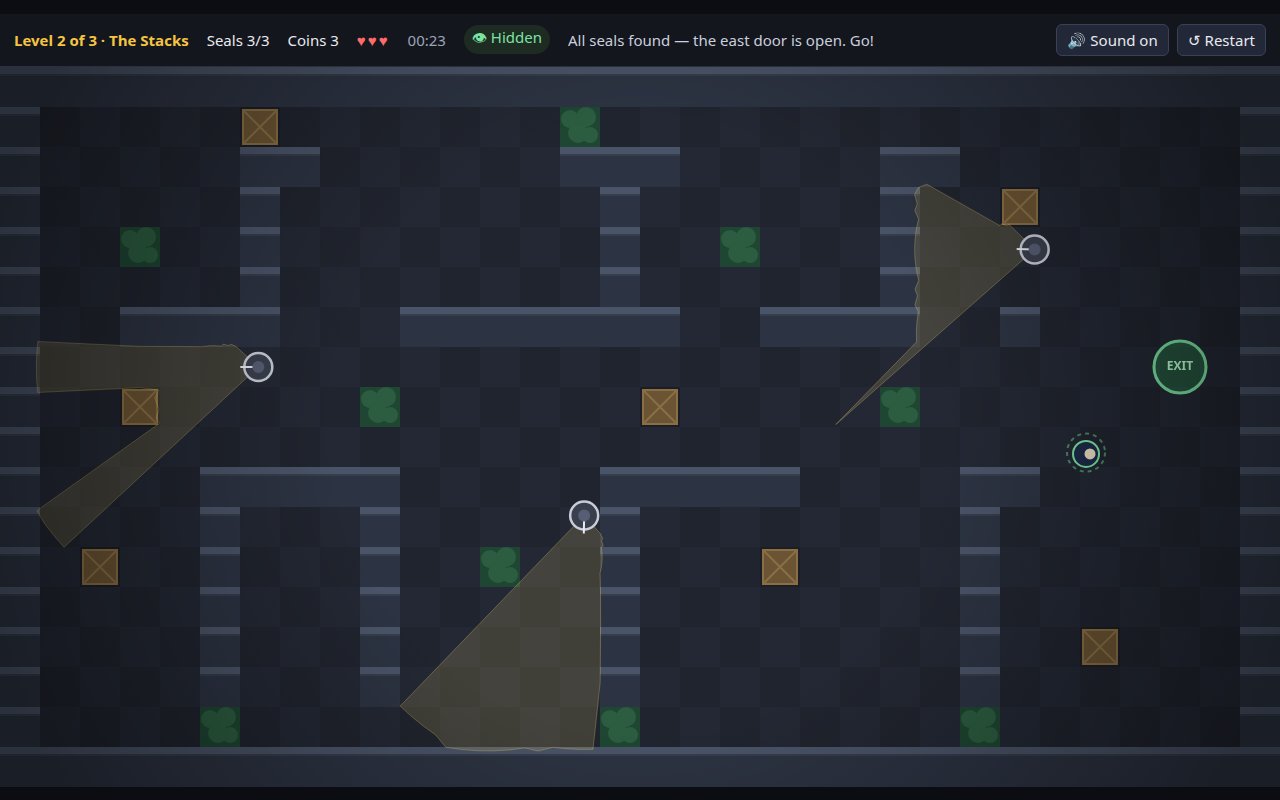 Level 2 of 3 · The Stacks Seals 3/3 Coins 3 ♥♥♥ 00:23 👁 Hidden All seals found — the east door is open. Go! 🔊 Sound on ↺ Restart
EXIT